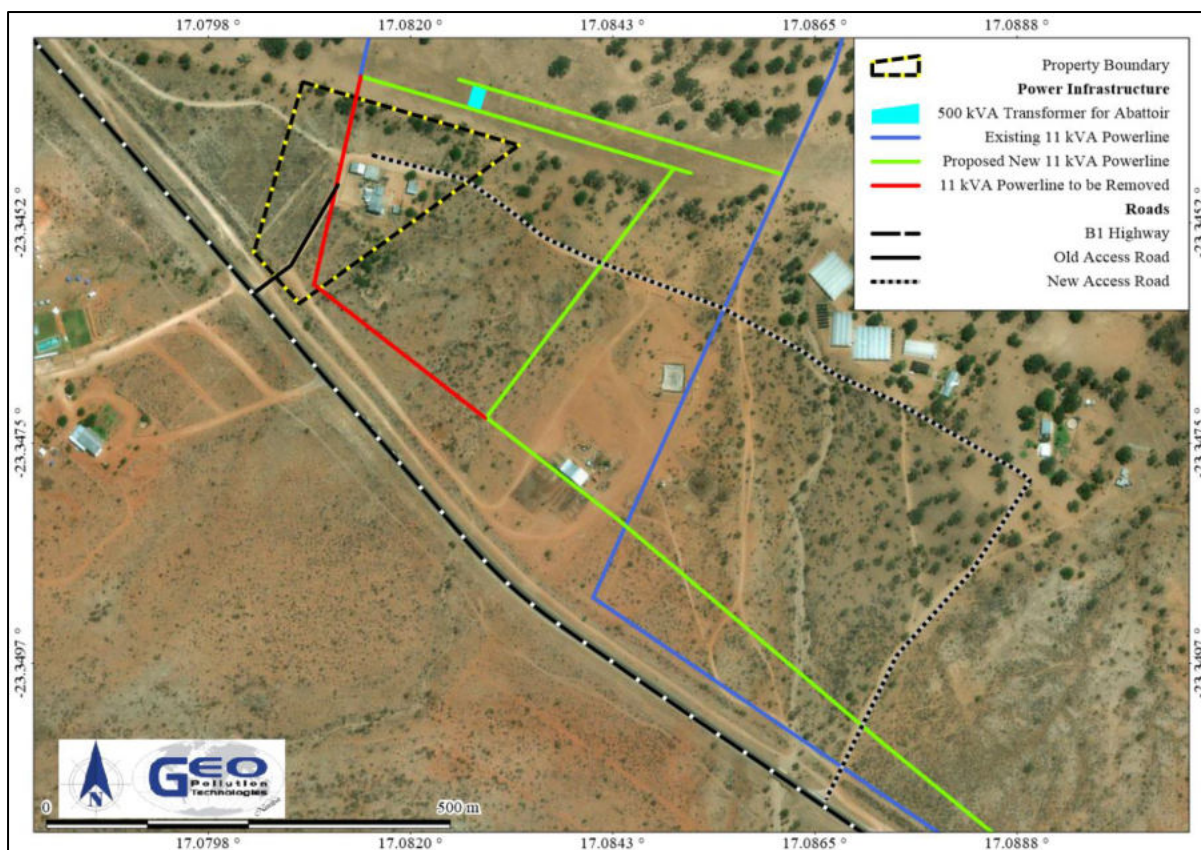 17.0798 ° 17.0820 ° 17.0843 ° 17.0865 ° 17.0888 °
Property Boundary
Power Infrastructure
500 kVA Transformer for Abattoir
Existing 11 kVA Powerline
Proposed New 11 kVA Powerline
11 kVA Powerline to be Removed
Roads
B1 Highway
Old Access Road
New Access Road
-23.3452 °
-23.3452 °
-23.3475 °
-23.3475 °
-23.3497 °
-23.3497 °
N
GEO
Pollution
Technologies
0 500 m
17.0798 ° 17.0820 ° 17.0843 ° 17.0865 ° 17.0888 °